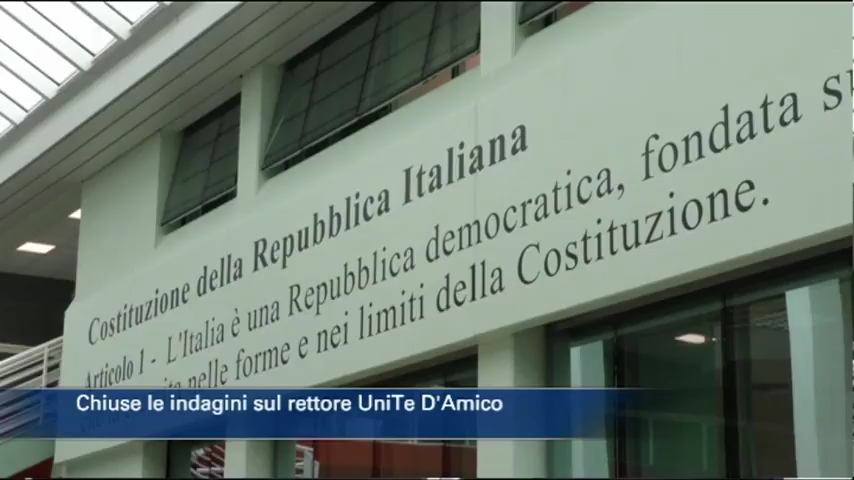 Costituzione della Repubblica Italiana
Articolo 1 - L'Italia è una Repubblica democratica, fondata su
nelle forme e nei limiti della Costituzione.
Chiuse le indagini sul rettore UniTe D'Amico